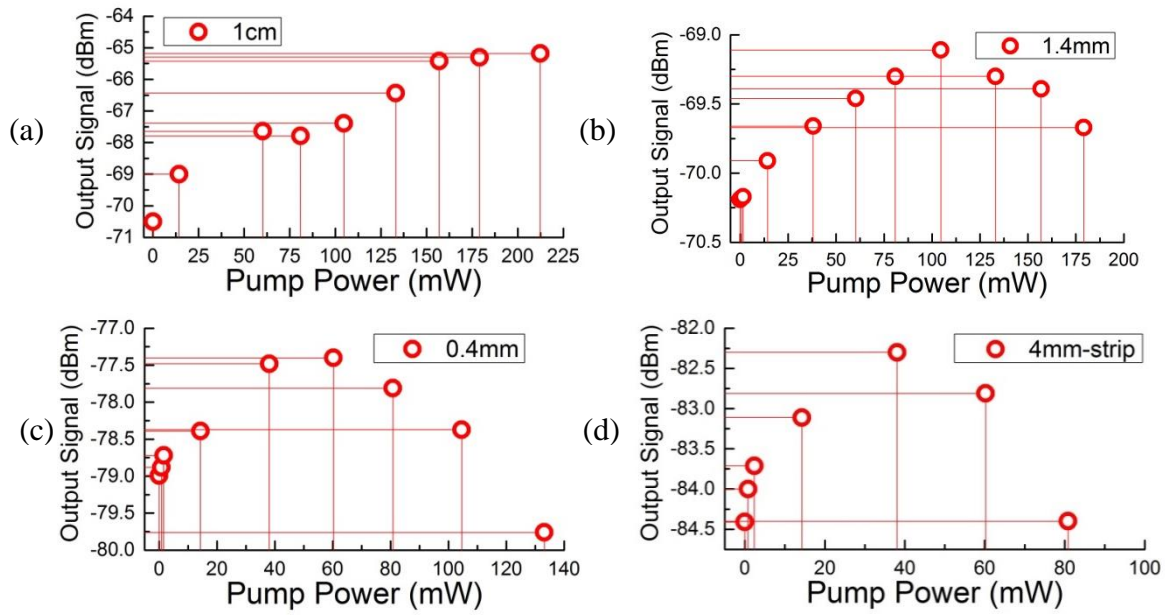 (a)
Output Signal (dBm)
-64
-65
-66
-67
-68
-69
-70
-71
1cm
0 25 50 75 100 125 150 175 200 225
Pump Power (mW)
(b)
Output Signal (dBm)
-69.0
-69.5
-70.0
-70.5
1.4mm
0 25 50 75 100 125 150 175 200
Pump Power (mW)
(c)
Output Signal (dBm)
-77.0
-77.5
-78.0
-78.5
-79.0
-79.5
-80.0
0.4mm
0 20 40 60 80 100 120 140
Pump Power (mW)
(d)
Output Signal (dBm)
-82.0
-82.5
-83.0
-83.5
-84.0
-84.5
4mm-strip
0 20 40 60 80 100
Pump Power (mW)